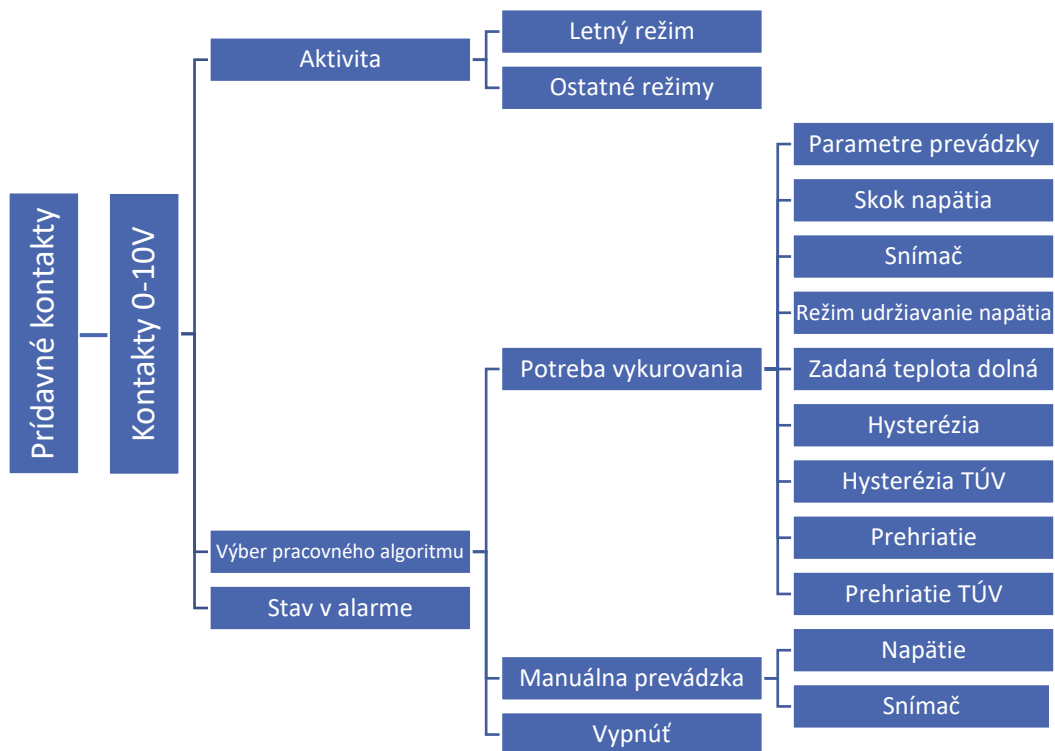 Prídavné kontakty
Kontakty 0-10V
Aktivita
Letný režim
Ostatné režimy
Výber pracovného algoritmu
Potreba vykurovania
Parametre prevádzky
Skok napätia
Snímač
Režim udržiavanie napätia
Zadaná teplota dolná
Hysterézia
Hysterézia TÚV
Prehriatie
Prehriatie TÚV
Manuálna prevádzka
Napätie
Snímač
Vypnúť
Stav v alarme